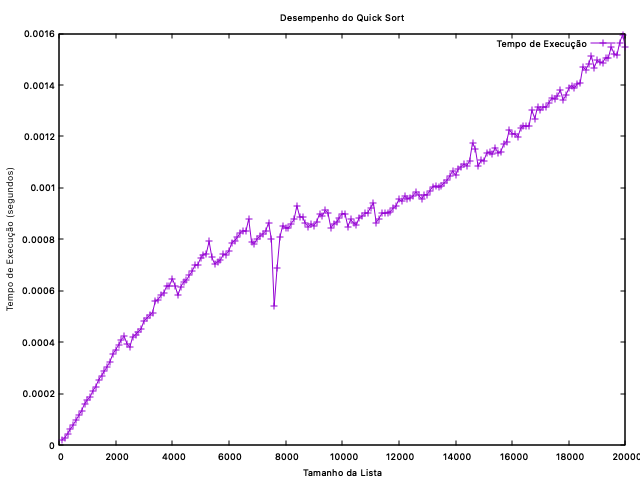 Desempenho do Quick Sort
Tempo de Execução
Tempo de Execução (segundos)
0.0016
0.0014
0.0012
0.001
0.0008
0.0006
0.0004
0.0002
0
0 2000 4000 6000 8000 10000 12000 14000 16000 18000 20000
Tamanho da Lista